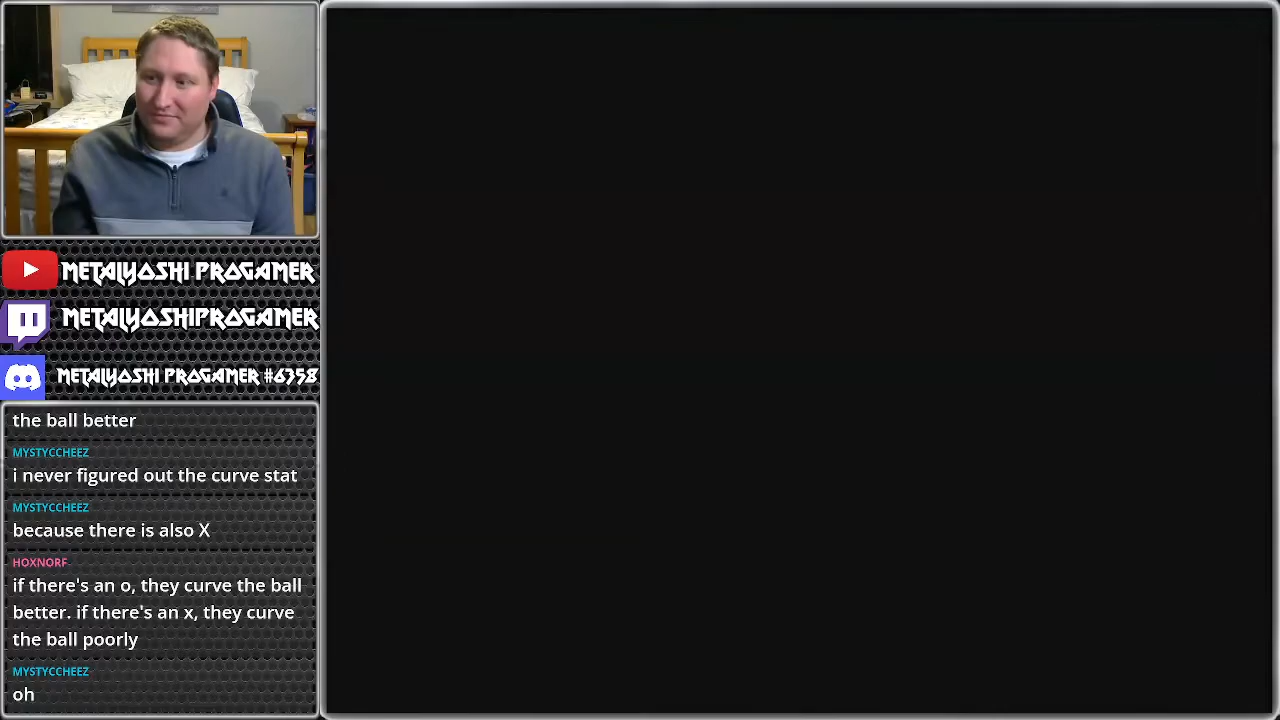 METALYOSHI PROGAMER
METALYOSHIPROGAMER
METALYOSHI PROGAMER #6358
the ball better
MYSTYCCHEEZ
i never figured out the curve stat
MYSTYCCHEEZ
because there is also X
HOXNORF
if there's an o, they curve the ball
better. if there's an x, they curve
the ball poorly
MYSTYCCHEEZ
oh